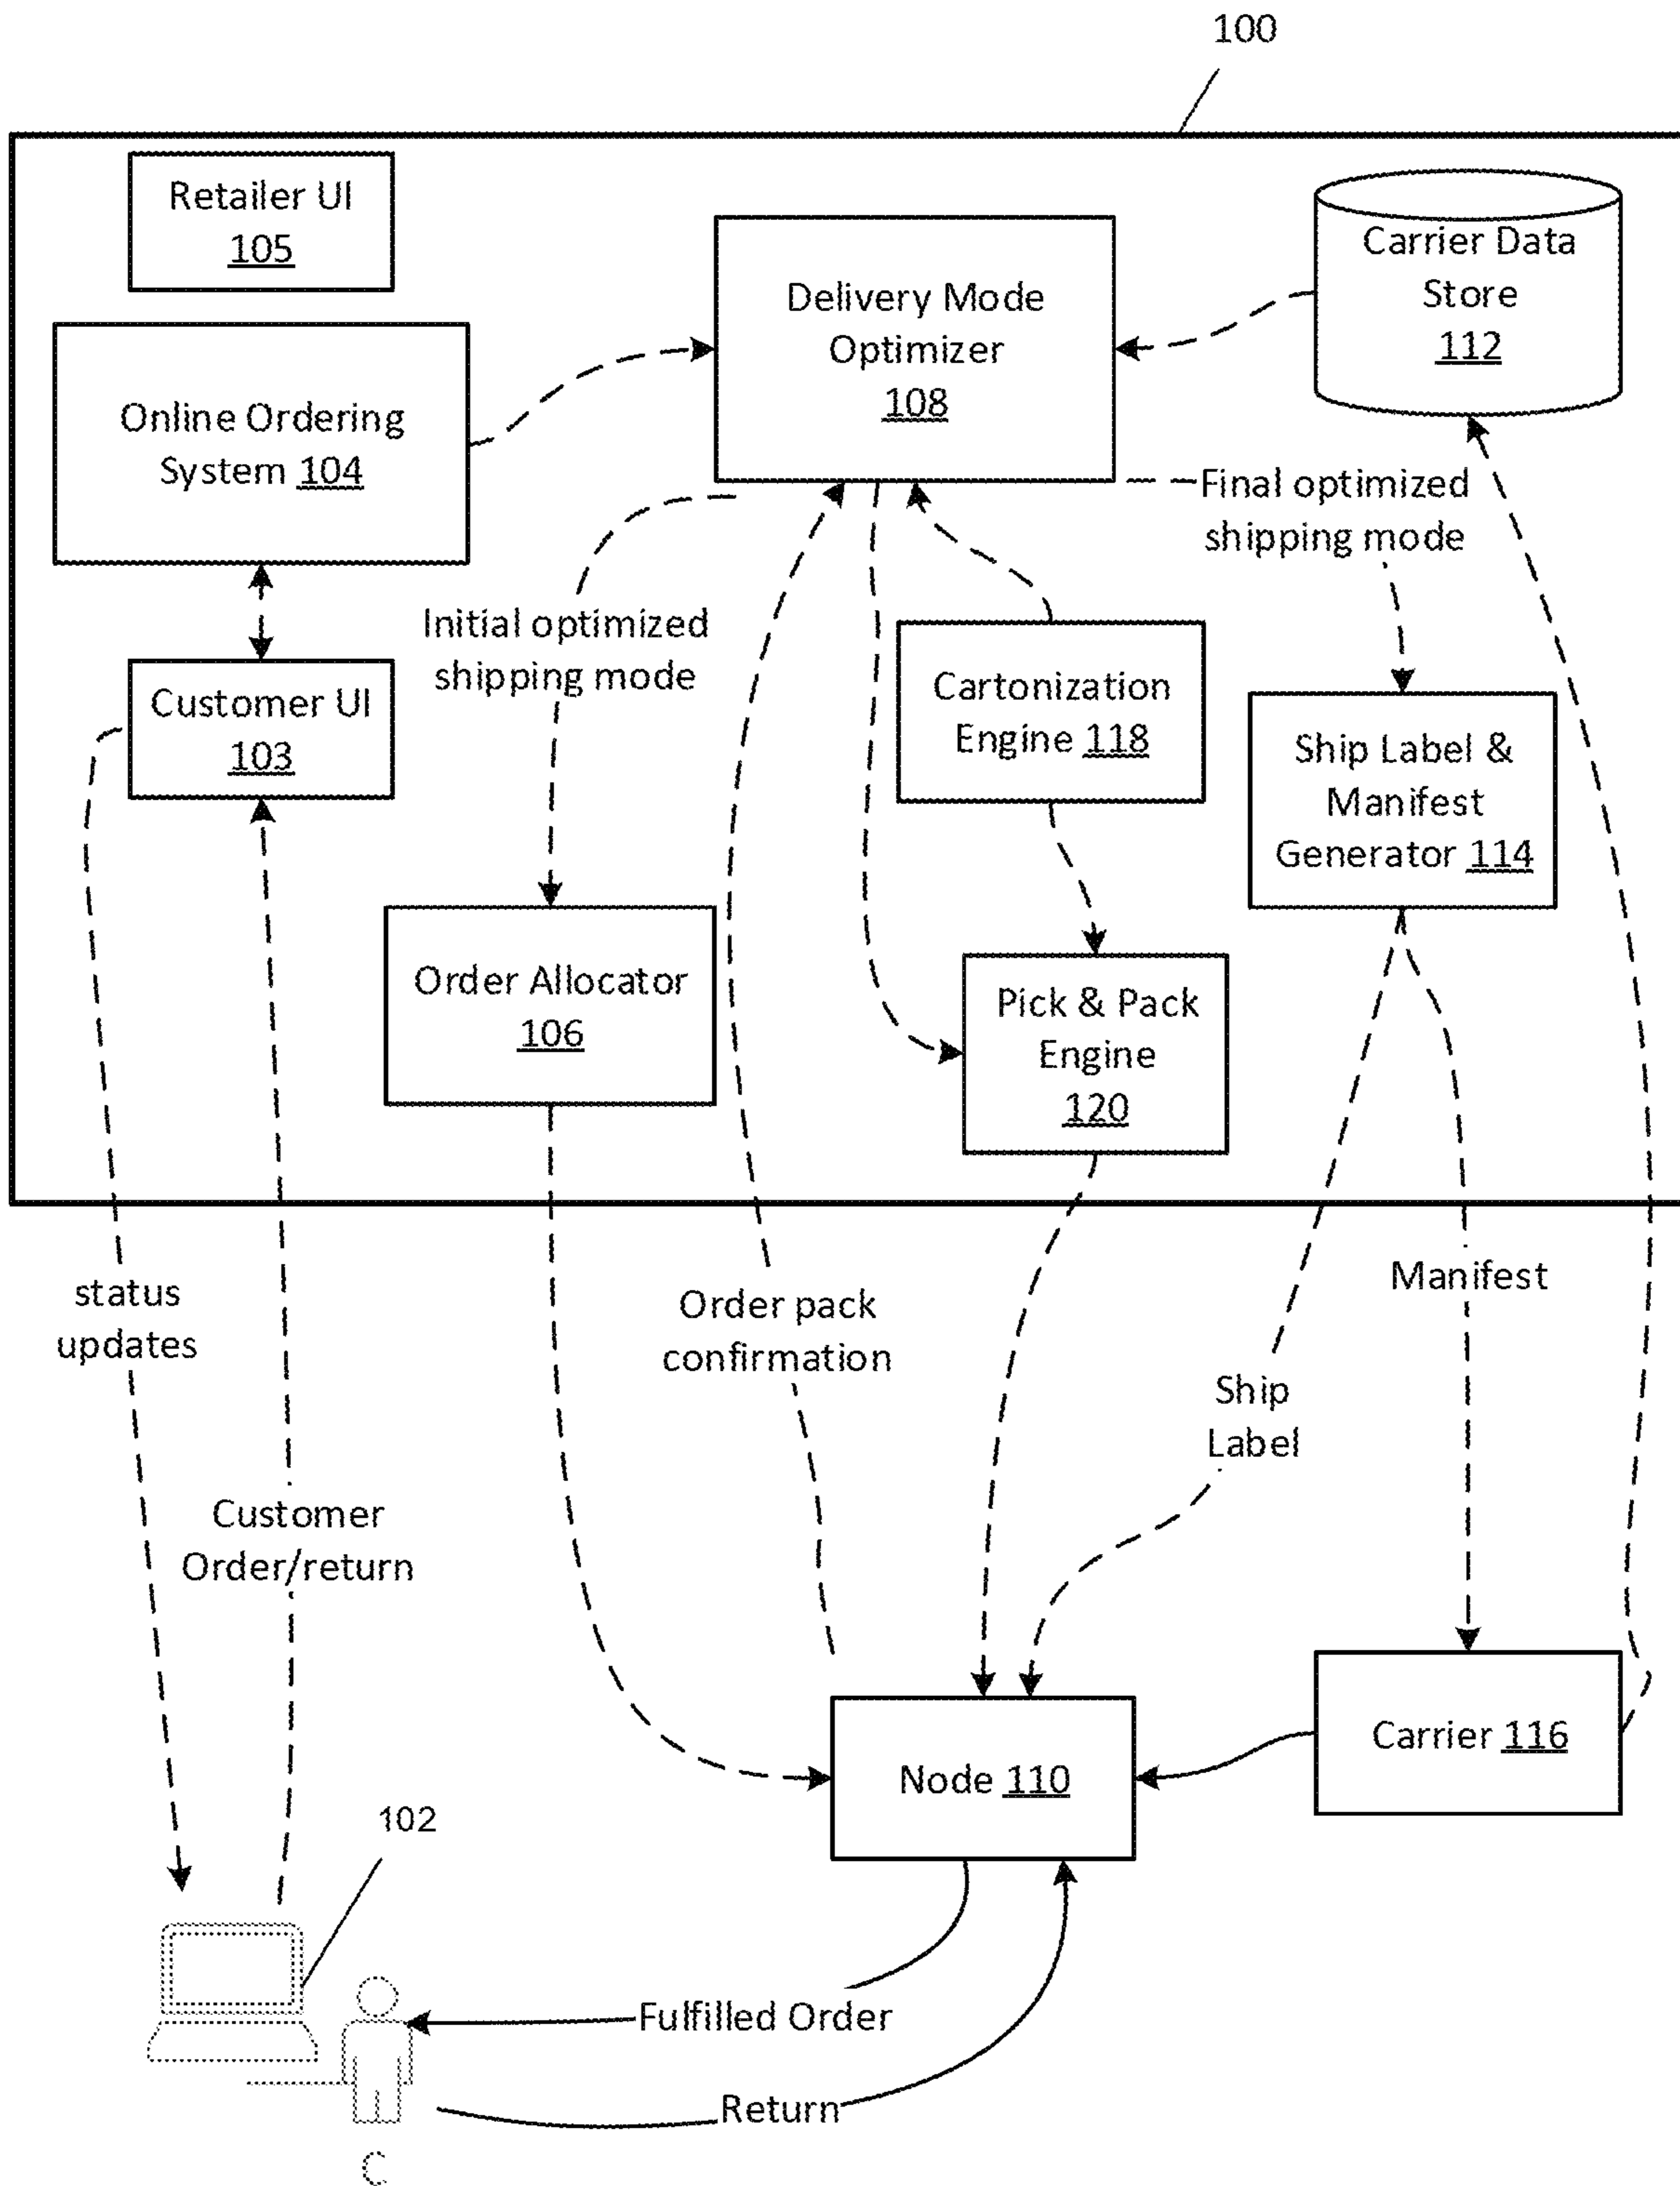 100
Retailer UI
105
Carrier Data
Store
112
Delivery Mode
Optimizer
108
Online Ordering
System 104
Final optimized
shipping mode
Initial optimized
shipping mode
Customer UI
103
Cartonization
Engine 118
Ship Label &
Manifest
Generator 114
Order Allocator
106
Pick & Pack
Engine
120
status
updates
Order pack
confirmation
Manifest
Ship
Label
Customer
Order/return
Carrier 116
Node 110
102
Fulfilled Order
Return
C